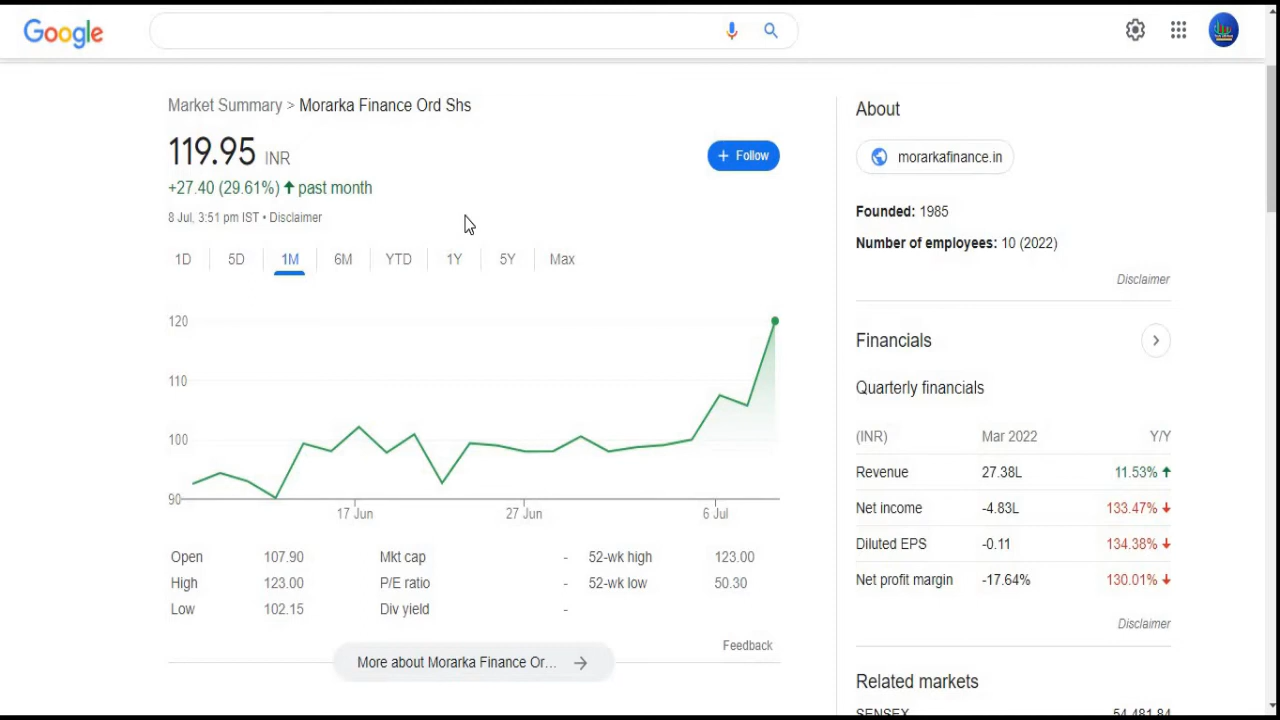 Google
Market Summary > Morarka Finance Ord Shs
119.95 INR
+ Follow
+27.40 (29.61%) ↑ past month
8 Jul, 3:51 pm IST • Disclaimer
1D 5D 1M 6M YTD 1Y 5Y Max
120
110
100
90
17 Jun 27 Jun 6 Jul
Open 107.90 Mkt cap - 52-wk high 123.00
High 123.00 P/E ratio - 52-wk low 50.30
Low 102.15 Div yield -
Feedback
More about Morarka Finance Or... →
About
morarkafinance.in
Founded: 1985
Number of employees: 10 (2022)
Disclaimer
Financials
Quarterly financials
(INR) Mar 2022 Y/Y
Revenue 27.38L 11.53% ↑
Net income -4.83L 133.47% ↓
Diluted EPS -0.11 134.38% ↓
Net profit margin -17.64% 130.01% ↓
Disclaimer
Related markets
SENSEX 54,481.84